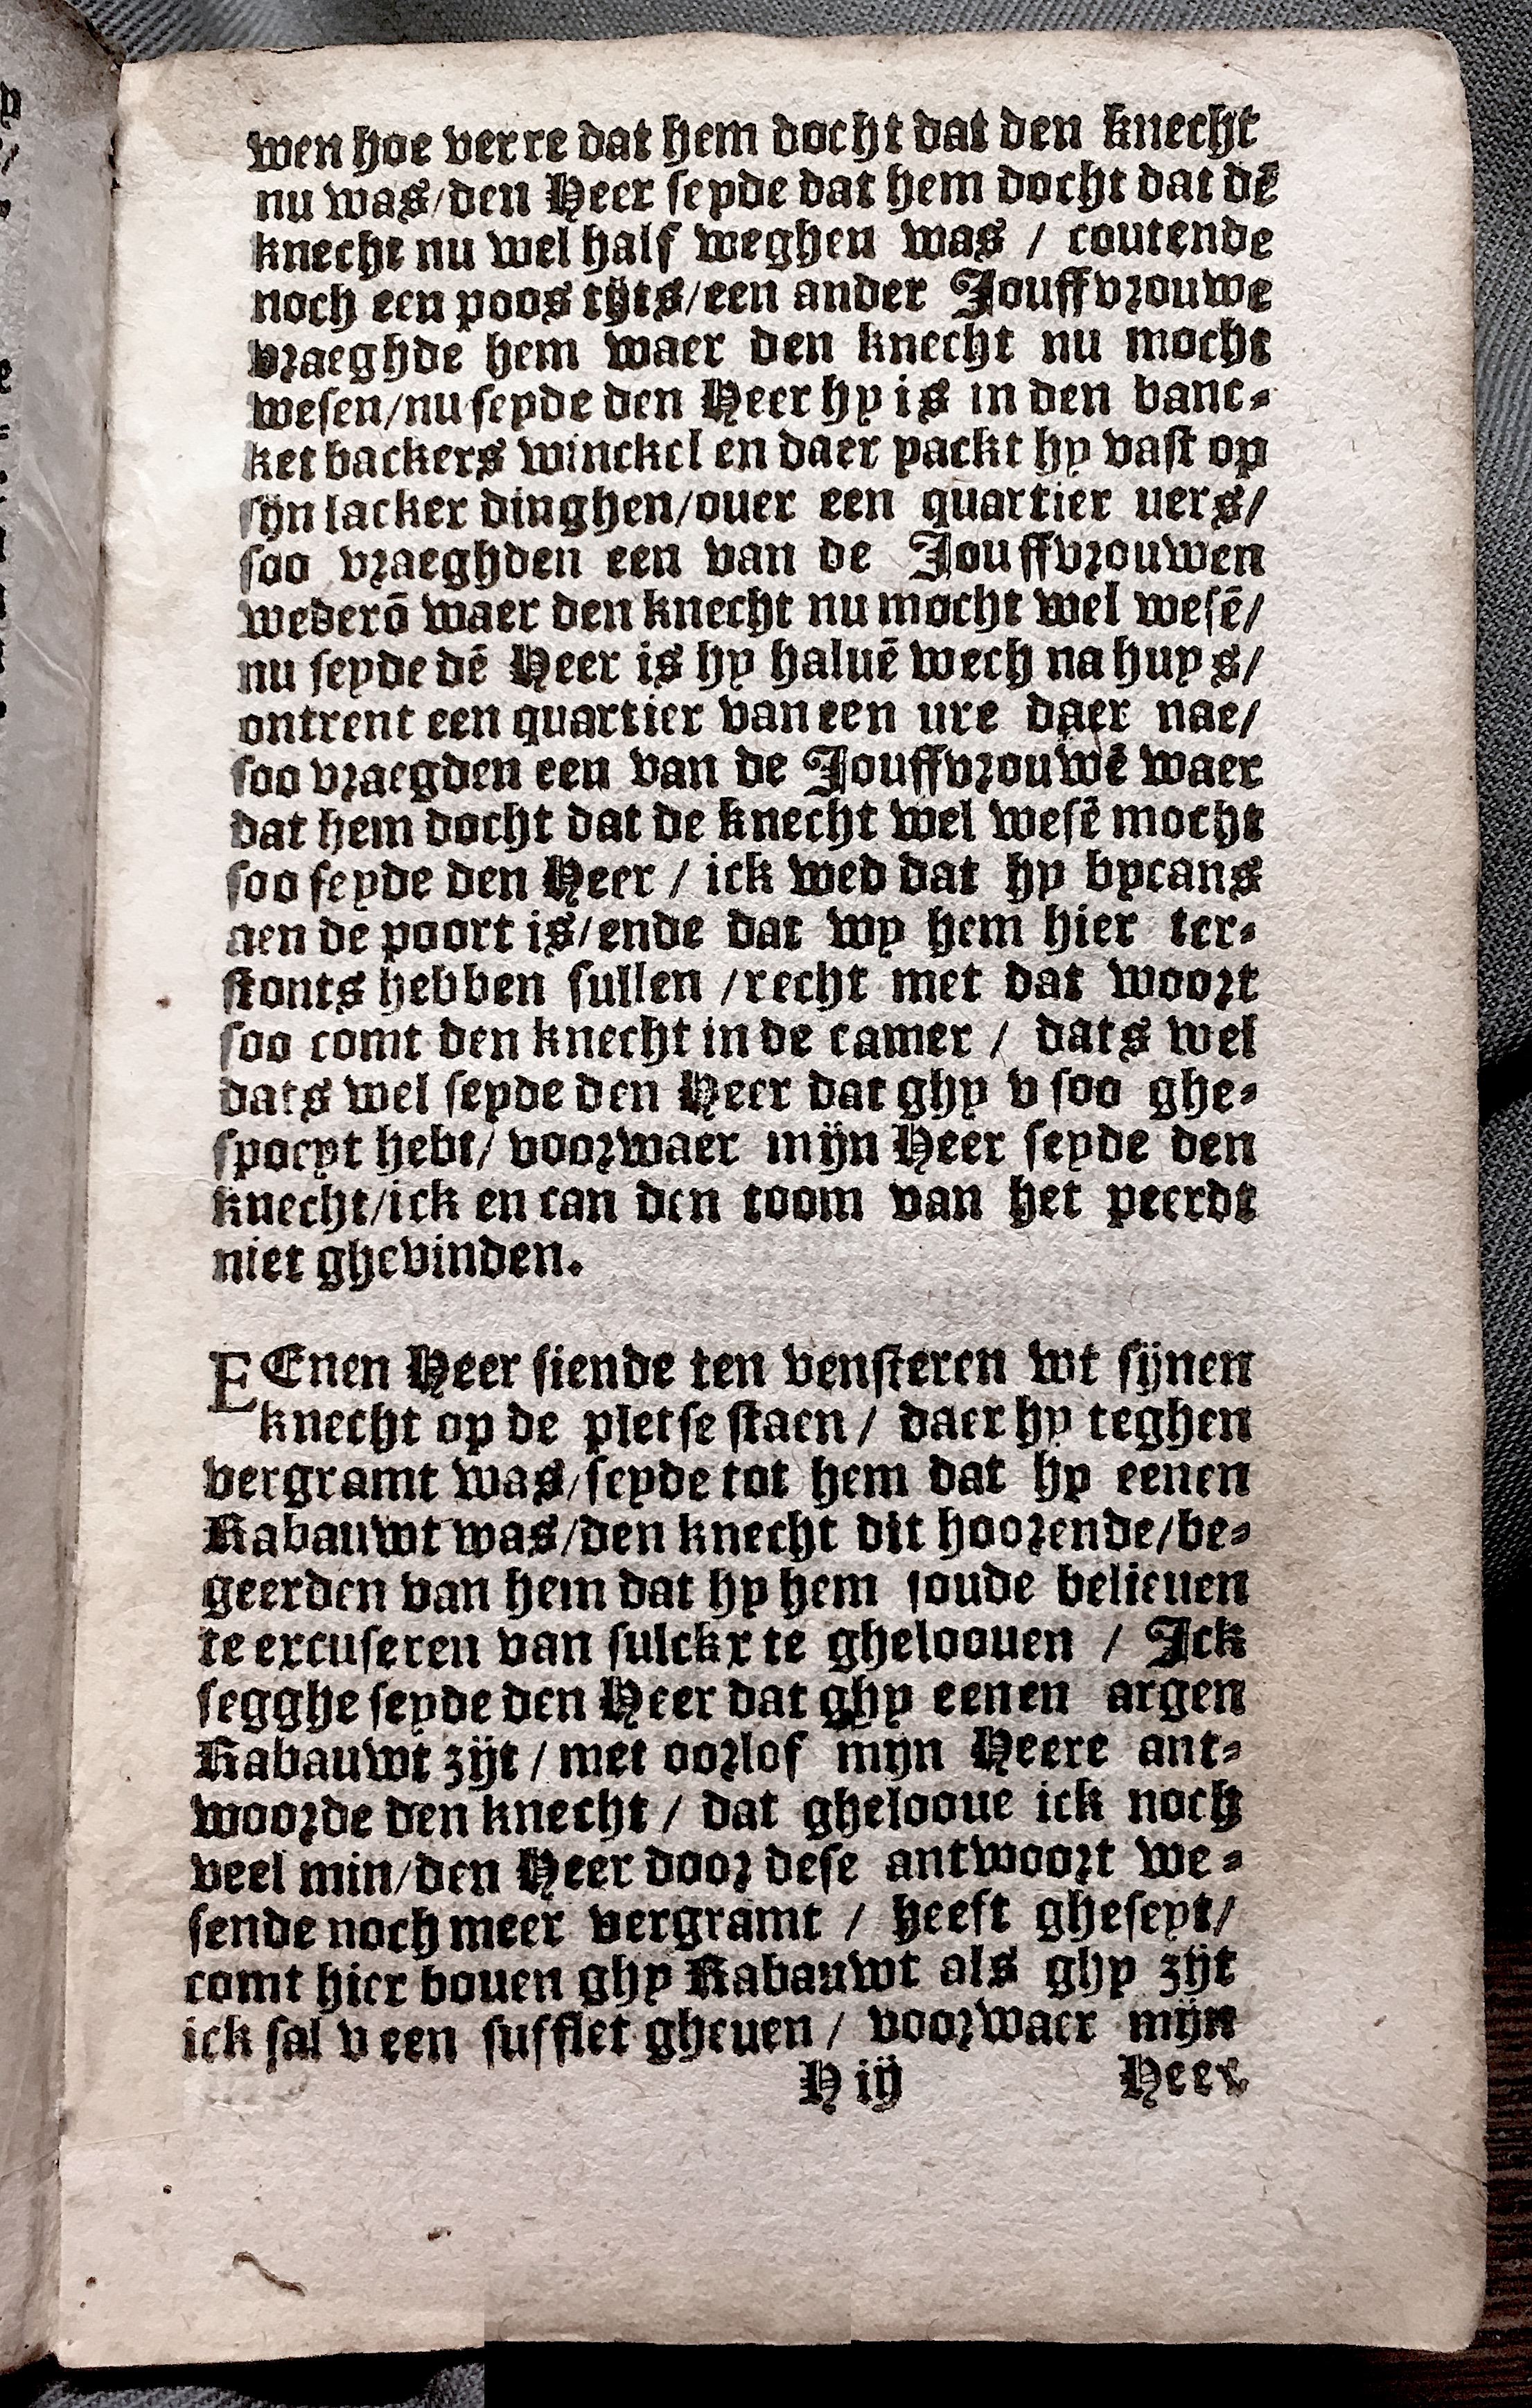 wen hoe verre dat hem docht dat den knecht
nu was/den Heer seyde dat hem docht dat dē
knecht nu wel half weghen was / coutende
noch een poos tijts/een ander Jouffvrouwe
vraeghde hem waer den knecht nu mocht
wesen/nu seyde den Heer hy is in den banc-
ket backers winckel en daer packt hy vast op
sijn lacker dinghen/ouer een quartier uers/
soo vraeghden een van de Jouffvrouwen
wederō waer den knecht nu mocht wel wesē/
nu seyde dē Heer is hy haluē wech na huys/
ontrent een quartier van een ure daer nae/
soo vraegden een van de Jouffvrouwē waer
dat hem docht dat de knecht wel wesē mocht
soo seyde den Heer / ick wed dat hy bycans
aen de poort is/ende dat wy hem hier ter-
stonts hebben sullen /recht met dat woort
soo comt den knecht in de camer / dats wel
dats wel seyde den Heer dat ghy v soo ghe-
spoeyt hebt/ voorwaer mijn Heer seyde den
knecht/ick en can den toom van het peerdt
niet ghevinden.
EEnen Heer siende ten vensteren wt sijnen
knecht op de pletse staen / daer hy teghen
vergramt was/seyde tot hem dat hy eenen
Rabauwt was/den knecht dit hoorende/be-
geerden van hem dat hy hem soude belieuen
te excuseren van sulckx te gheloouen / Ick
segghe seyde den Heer dat ghy eenen argen
Rabauwt zijt / met oorlof mijn Heere ant-
woorde den knecht / dat ghelooue ick noch
veel min/den Heer door dese antwoort we-
sende noch meer vergramt / heeft gheseyt/
comt hier bouen ghy Rabauwt als ghy zijt
ick sal v een sufflet gheuen / voorwaer mijn
H iij Heer